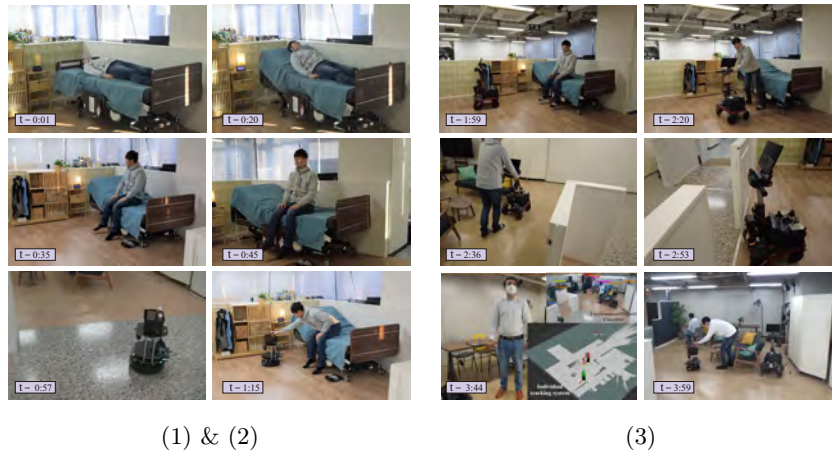 t – 0:01
t – 0:20
t – 0:35
t – 0:45
t – 0:57
t – 1:15
(1) & (2)
t – 1:59
t – 2:20
t – 2:36
t – 2:53
t – 3:44
Individual
tracking system
t – 3:59
(3)